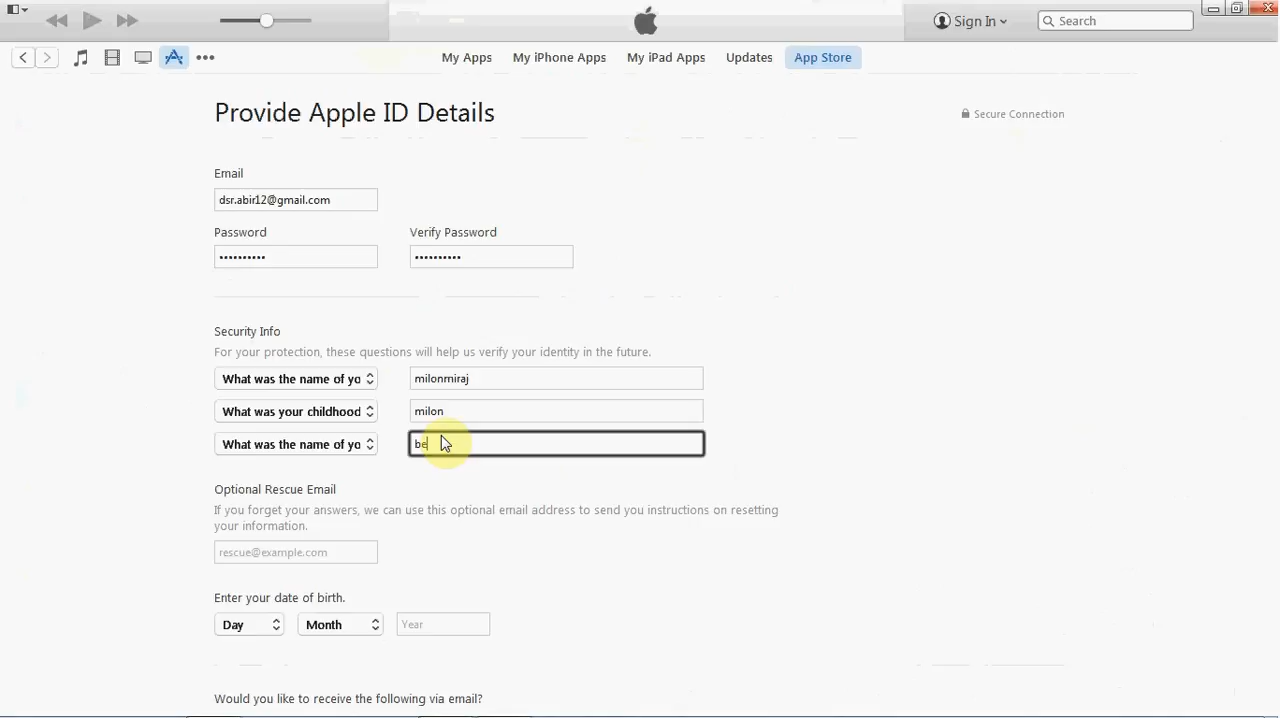 Sign In
Search
My Apps My iPhone Apps My iPad Apps Updates App Store
Provide Apple ID Details
Secure Connection
Email
dsr.abir12@gmail.com
Password Verify Password
•••••••••• ••••••••••
Security Info
For your protection, these questions will help us verify your identity in the future.
What was the name of yo milonmiraj
What was your childhood milon
What was the name of yo be
Optional Rescue Email
If you forget your answers, we can use this optional email address to send you instructions on resetting
your information.
rescue@example.com
Enter your date of birth.
Day Month Year
Would you like to receive the following via email?